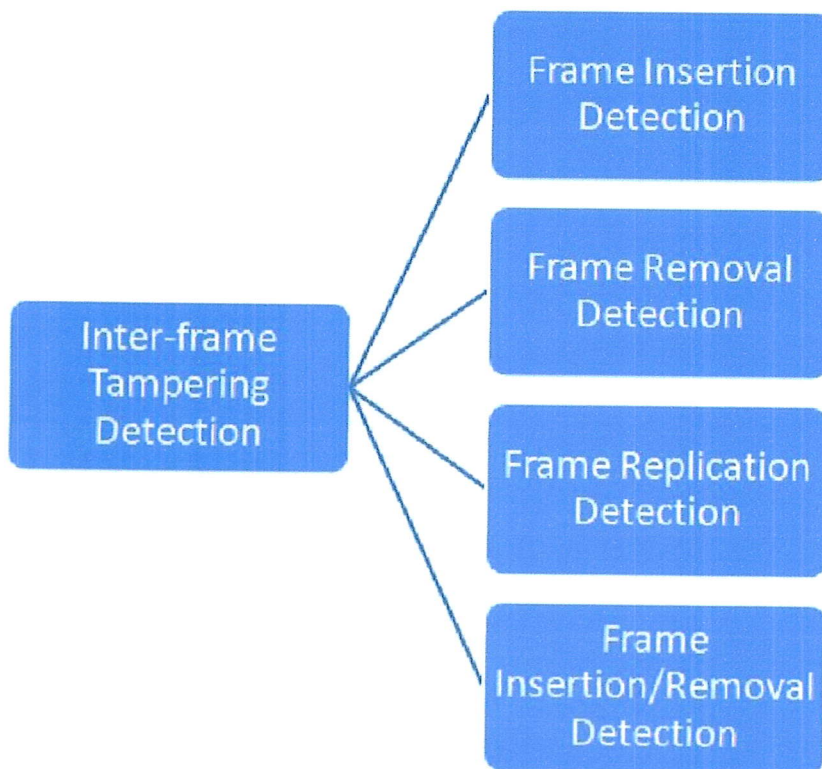 Inter-frame
Tampering
Detection
Frame Insertion
Detection
Frame Removal
Detection
Frame Replication
Detection
Frame
Insertion/Removal
Detection